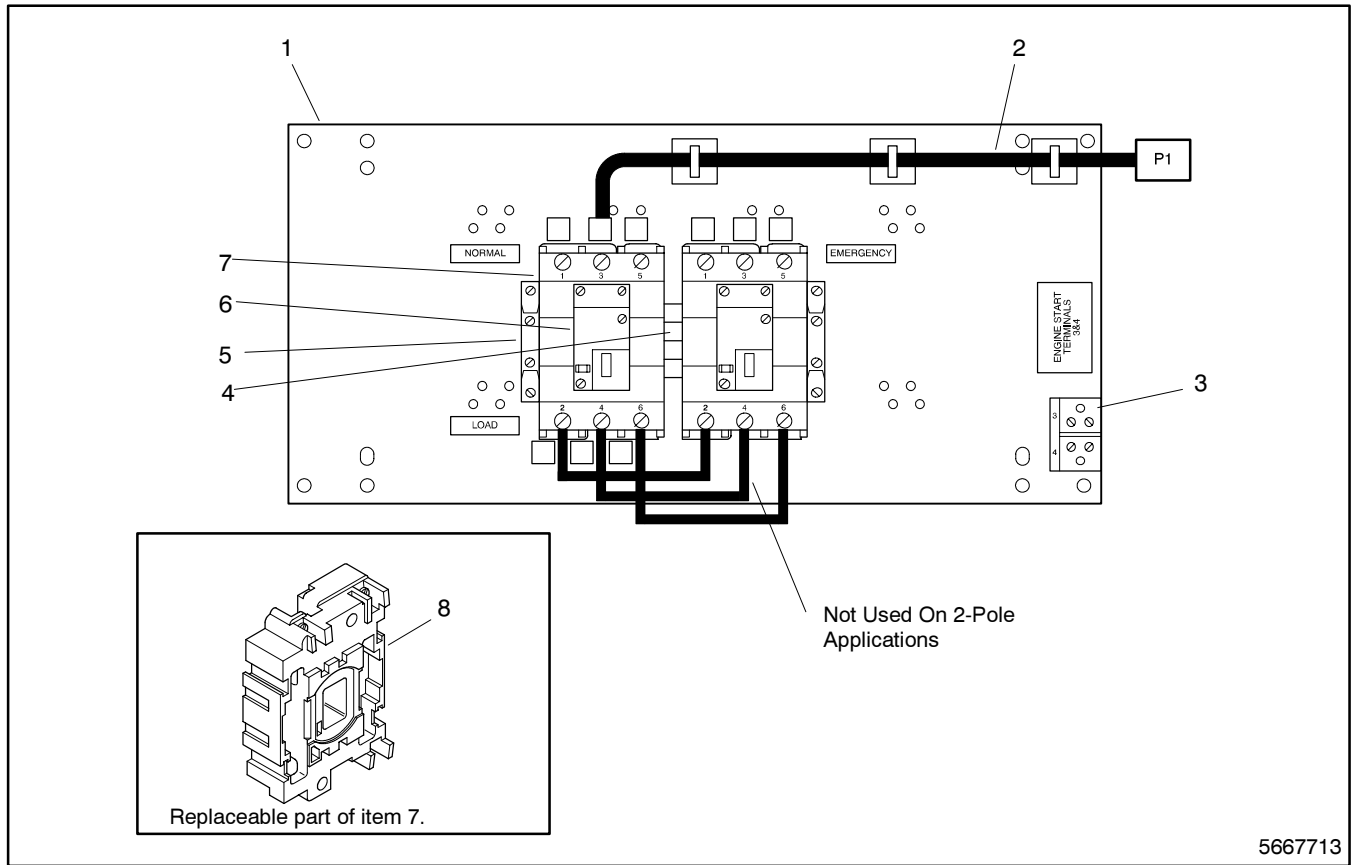 1
2
P1
NORMAL
EMERGENCY
7
1
3
5
1
3
5
6
5
4
ENGINE START
TERMINALS
3&4
3
2
4
6
2
4
6
LOAD
3
4
Not Used On 2-Pole
Applications
8
Replaceable part of item 7.
5667713